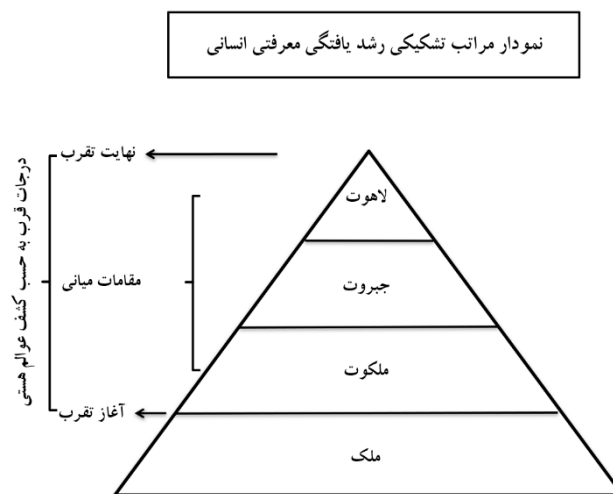 نمودار مراتب تشکیکی رشد یافتگی معرفتی انسانی
نهایت تقرب
لاهوت
جبروت
مقامات میانی
درجات قرب به حسب کشف عوالم هستی
ملکوت
آغاز تقرب
ملک